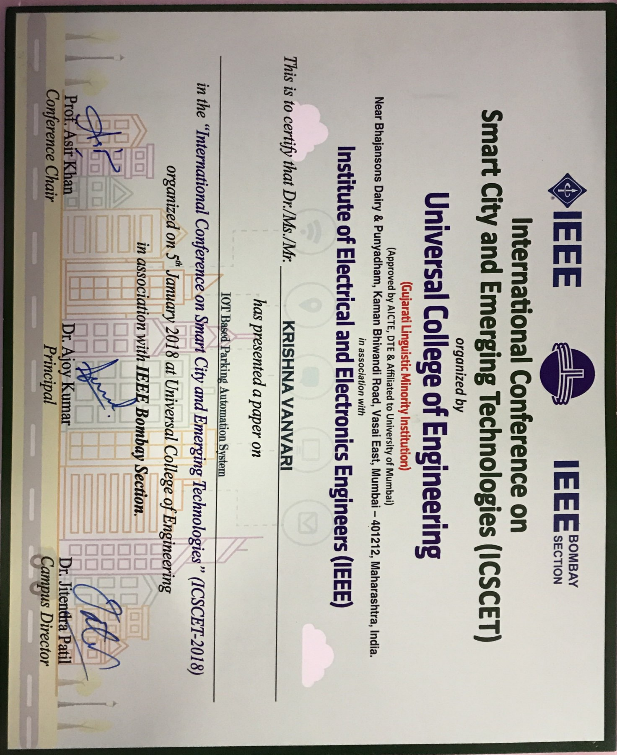 IEEE
IEEE BOMBAY SECTION
International Conference on
Smart City and Emerging Technologies (ICSCET)
organized by
Universal College of Engineering
(Gujarati Linguistic Minority Institution)
(Approved by AICTE, DTE & Affiliated to University of Mumbai)
Near Bhajansons Dairy & Punyadham, Kaman Bhiwandi Road, Vasai East, Mumbai – 401212, Maharashtra, India.
in association with
Institute of Electrical and Electronics Engineers (IEEE)
This is to certify that Dr./Ms./Mr. KRISHNA VANVARI
has presented a paper on
IOT Based Parking Automation System
in the "International Conference on Smart City and Emerging Technologies" (ICSCET-2018)
organized on 5th January 2018 at Universal College of Engineering
in association with IEEE Bombay Section.
Prof. Asir Khan
Conference Chair
Dr. Ajoy Kumar
Principal
Dr. Jitendra Patil
Campus Director